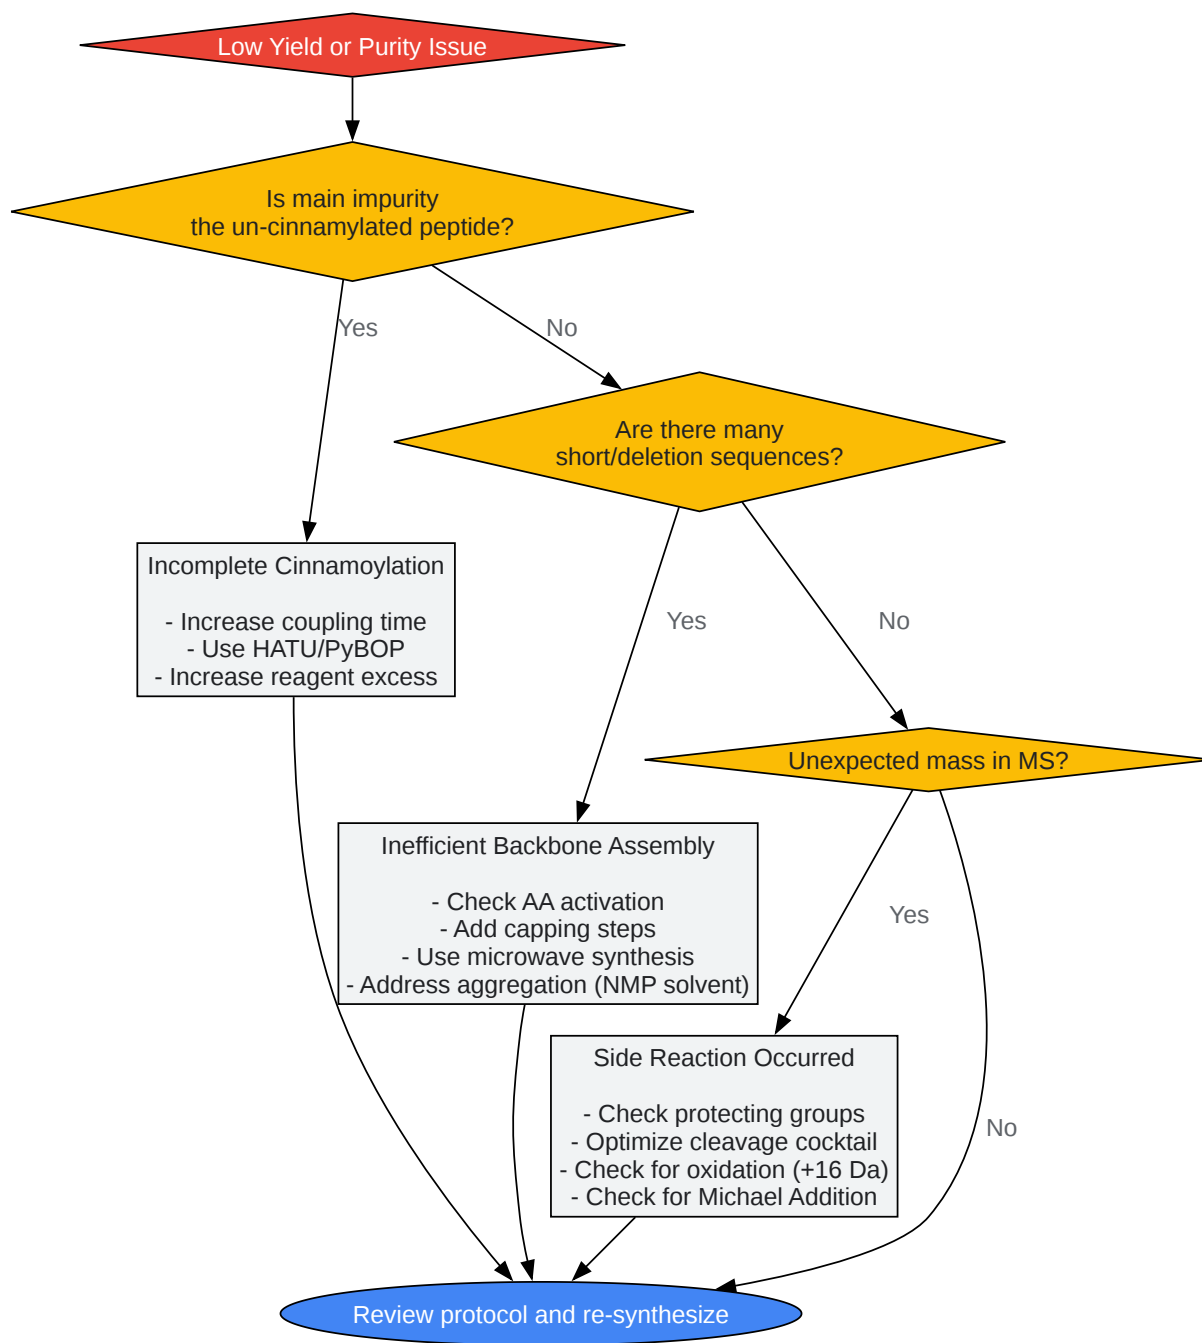 Low Yield or Purity Issue
Is main impurity
the un-cinnamylated peptide?
Yes
No
Are there many
short/deletion sequences?
Incomplete Cinnamoylation
- Increase coupling time
- Use HATU/PyBOP
- Increase reagent excess
Yes
No
Unexpected mass in MS?
Inefficient Backbone Assembly
- Check AA activation
- Add capping steps
- Use microwave synthesis
- Address aggregation (NMP solvent)
Yes
Side Reaction Occurred
- Check protecting groups
- Optimize cleavage cocktail
- Check for oxidation (+16 Da)
- Check for Michael Addition
No
Review protocol and re-synthesize